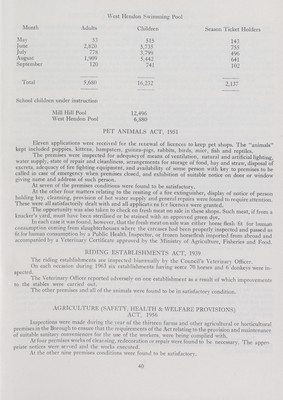 West Hendon Swimming Pool
Month Adults Children Season Ticket Holders
May 53 515 143
June 2,820 5,735 755
July 778 3,799 496
August 1,909 5,442 641
September 120 741 102
Total 5,680 16,232 2,137
School children under instruction:
Mill Hill Pool 12,496
West Hendon Pool 6,880
PET ANIMALS ACT, 1951
Eleven applications were received for the renewal of licences to keep pet shops. The "animals"
kept included puppies, kittens, hampsters, guinea-pigs, rabbits, birds, mice, fish and reptiles.
The premises were inspected for adequacy of means of ventilation, natural and artificial lighting,
water supply, state of repair and cleanliness, arrangements for storage of food, hay and straw, disposal of
excreta, adequacy of fire fighting equipment, and availability of some person with key to premises to be
called in case of emergency when premises closed, and exhibition of suitable notice on door or window
giving name and address of such person.
At seven of the premises conditions were found to be satisfactory.
At the other four matters relating to the resiting of a fire extinguisher, display of notice of person
holding key, cleansing, provision of hot water supply and general repairs were found to require attention.
These were all satisfactorily dealt with and all applicants for licences were granted.
The opportunity was also taken to check on fresh meat on sale in these shops. Such meat, if from a
knacker's yard, must have been sterilised or be stained with an approved green dye.
In each case it was found, however, that the fresh meat on sale was either horse flesh fit for human
consumption coming from slaughterhouses where the carcases had been properly inspected and passed as
fit for human consumption by a Public Health Inspector, or frozen horseflesh imported from abroad and
accompanied by a Veterinary Certificate approved by the Ministry of Agriculture, Fisheries and Food.
RIDING ESTABLISHMENTS ACT, 1939
The riding establishments are inspected biannually by the Council's Veterinary Officer.
On each occasion during 1963 six establishments having some 70 horses and 6 donkeys were in-
spected.
The Veterinary Officer reported adversely on one establishment as a result of which improvements
to the stables were carried out.
The other premises and all of the animals were found to be in satisfactory condition.
AGRICULTURE (SAFETY, HEALTH & WELFARE PROVISIONS)
ACT, 1956
Inspections were made during the year of the thirteen farms and other agricultural or horticultural
premises in the Borough to ensure that the requirements of the Act relating to the provision and maintenance
of suitable sanitary conveniences for the use of the workers, were being complied with.
At four premises works of cleansing, redecoration or repair were found to be necessary. The appro-
priate notices were served and the works executed.
At the other nine premises conditions were found to be satisfactory.